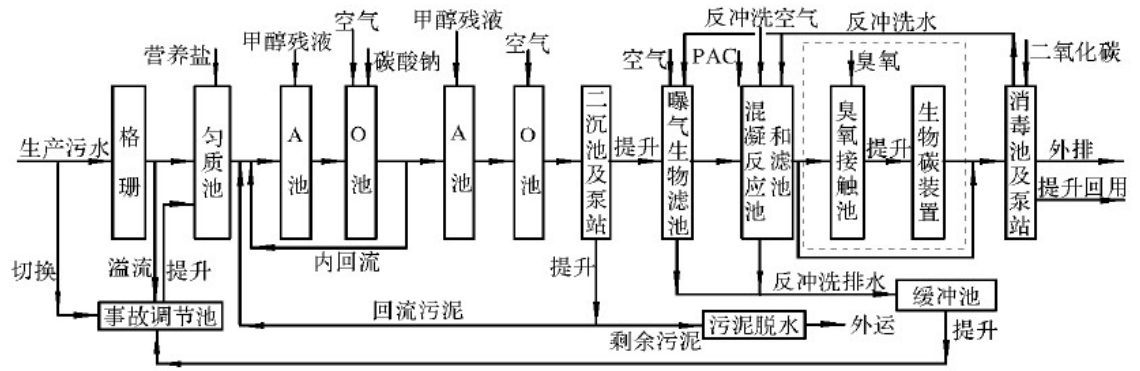 空气
甲醇残液
反冲洗空气
反冲洗水
营养盐
甲醇残液
碳酸钠
空气
空气
PAC
臭氧
二氧化碳
生产污水
格珊
匀质池
A池
O池
A池
O池
二沉池及泵站
提升
曝气生物滤池
混凝反应池
和滤池
臭氧接触池
提升
生物碳装置
消毒池及泵站
外排
提升回用
切换
溢流
提升
内回流
提升
反冲洗排水
缓冲池
事故调节池
回流污泥
剩余污泥
污泥脱水
外运
提升